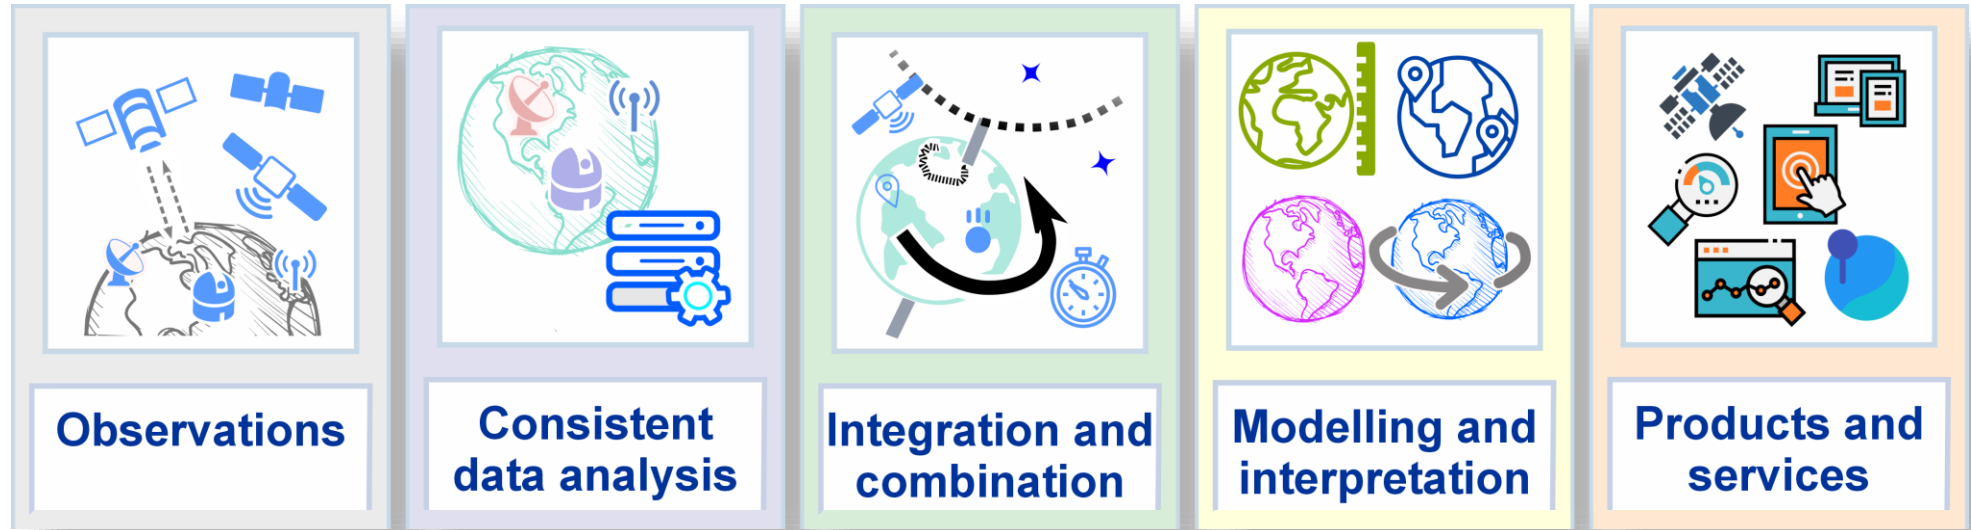 Observations
Consistent
data analysis
Integration and
combination
Modelling and
interpretation
Products and
services